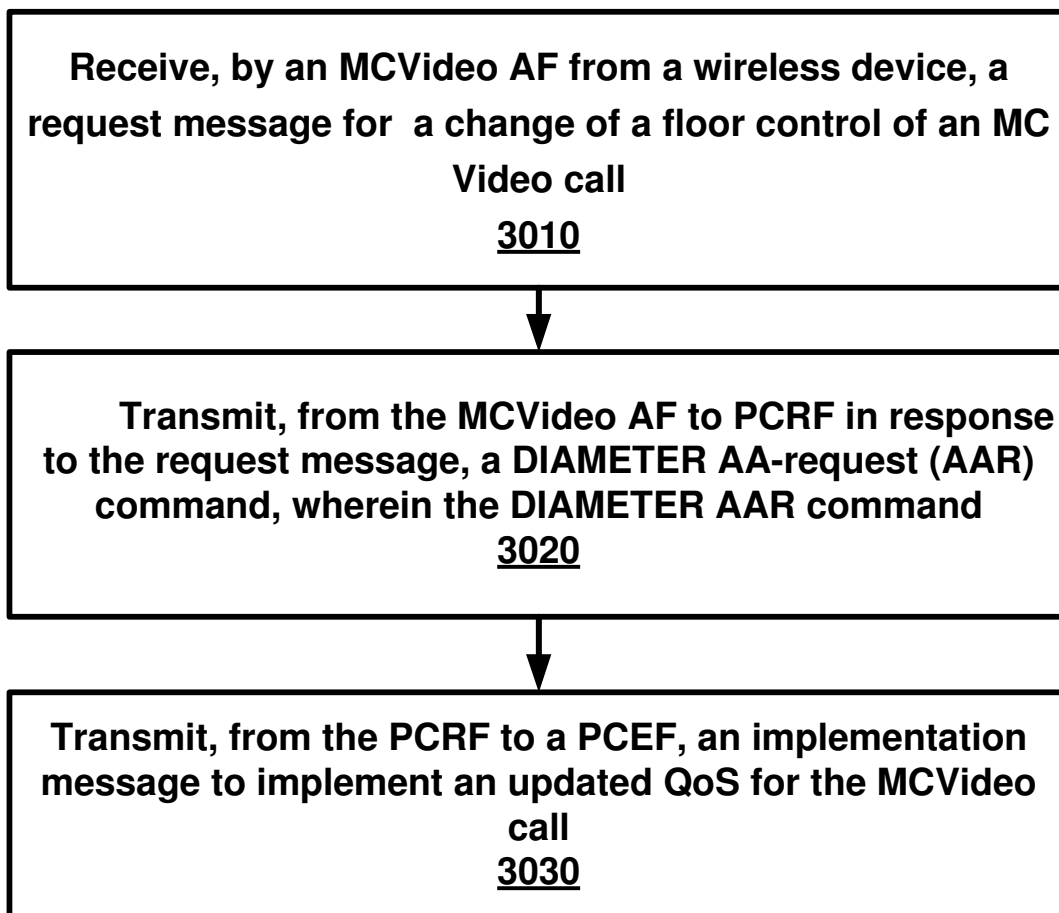 Receive, by an MCVideo AF from a wireless device, a
request message for a change of a floor control of an MC
Video call
3010
Transmit, from the MCVideo AF to PCRF in response
to the request message, a DIAMETER AA-request (AAR)
command, wherein the DIAMETER AAR command
3020
Transmit, from the PCRF to a PCEF, an implementation
message to implement an updated QoS for the MCVideo
call
3030